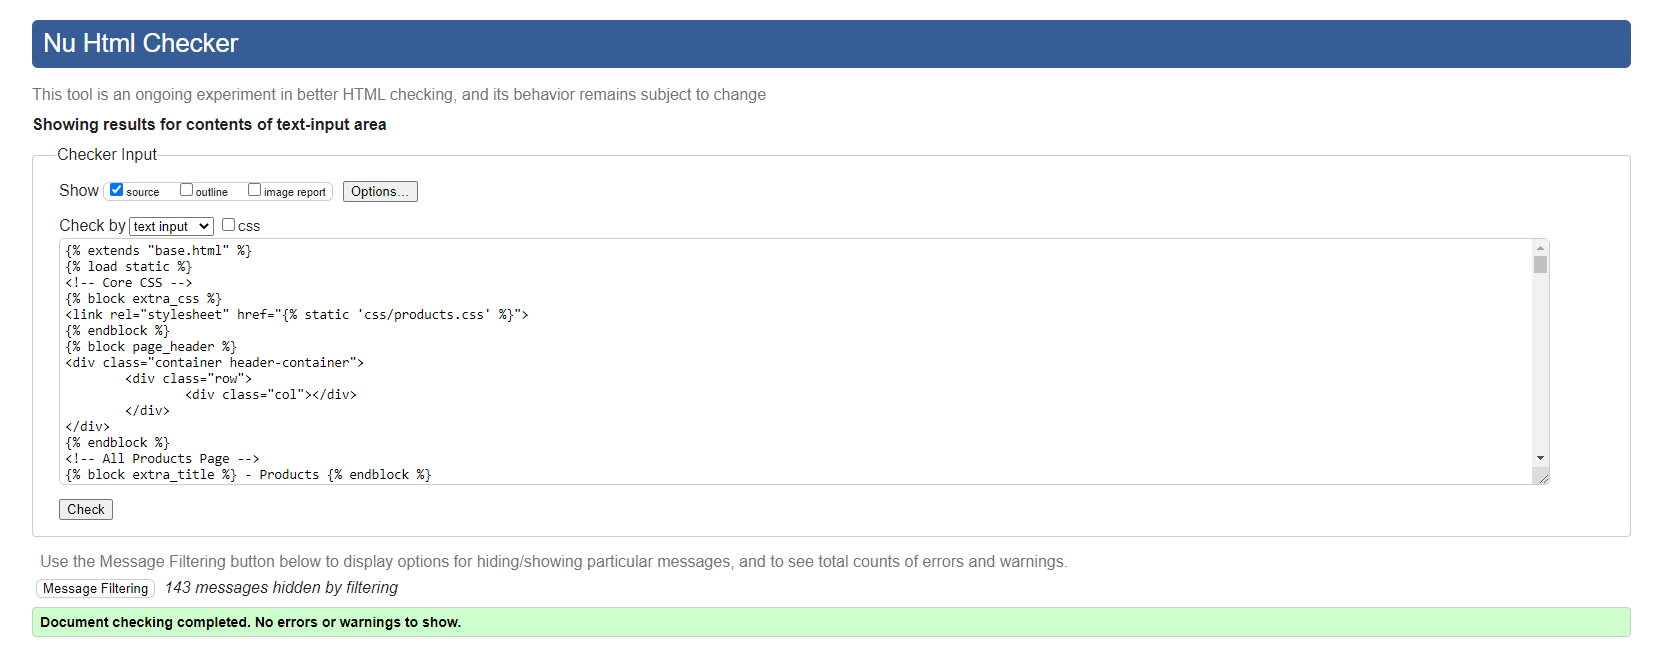 Nu Html Checker
This tool is an ongoing experiment in better HTML checking, and its behavior remains subject to change
Showing results for contents of text-input area
Checker Input
Show source outline image report Options...
Check by text input css
{% extends "base.html" %}
{% load static %}
<!-- Core CSS -->
{% block extra_css %}
<link rel="stylesheet" href="{% static 'css/products.css' %}">
{% endblock %}
{% block page_header %}
<div class="container header-container">
        <div class="row">
                <div class="col"></div>
        </div>
</div>
{% endblock %}
<!-- All Products Page -->
{% block extra_title %} - Products {% endblock %}
Check
Use the Message Filtering button below to display options for hiding/showing particular messages, and to see total counts of errors and warnings.
Message Filtering 143 messages hidden by filtering
Document checking completed. No errors or warnings to show.